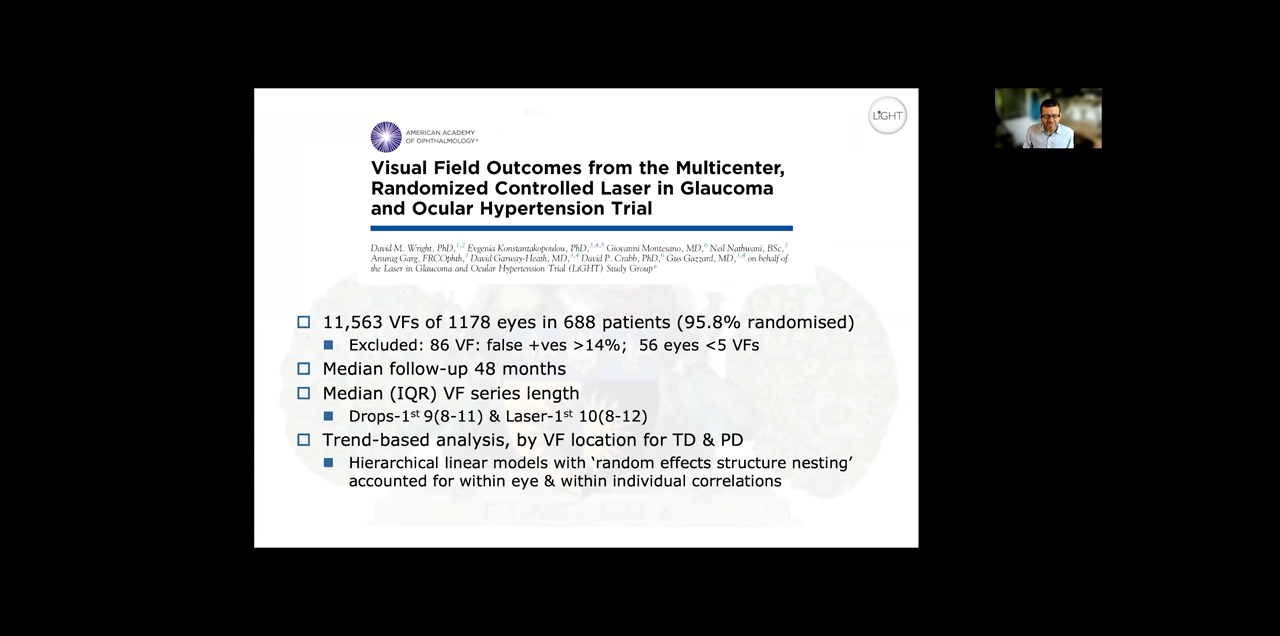 LiGHT
AMERICAN ACADEMY
OF OPHTHALMOLOGY®
Visual Field Outcomes from the Multicenter,
Randomized Controlled Laser in Glaucoma
and Ocular Hypertension Trial
David M. Wright, PhD,1,2 Evgenia Konstantakopoulou, PhD,3,4,5 Giovanni Montesano, MD,6 Neil Nathwani, BSc,3
Anurag Garg, FRCOphth,3 David Garway-Heath, MD,3,4 David P. Crabb, PhD,6 Gus Gazzard, MD,3,4 on behalf of
the Laser in Glaucoma and Ocular Hypertension Trial (LiGHT) Study Group*
11,563 VFs of 1178 eyes in 688 patients (95.8% randomised)
Excluded: 86 VF: false +ves >14%; 56 eyes <5 VFs
Median follow-up 48 months
Median (IQR) VF series length
Drops-1st 9(8-11) & Laser-1st 10(8-12)
Trend-based analysis, by VF location for TD & PD
Hierarchical linear models with ‘random effects structure nesting’
accounted for within eye & within individual correlations